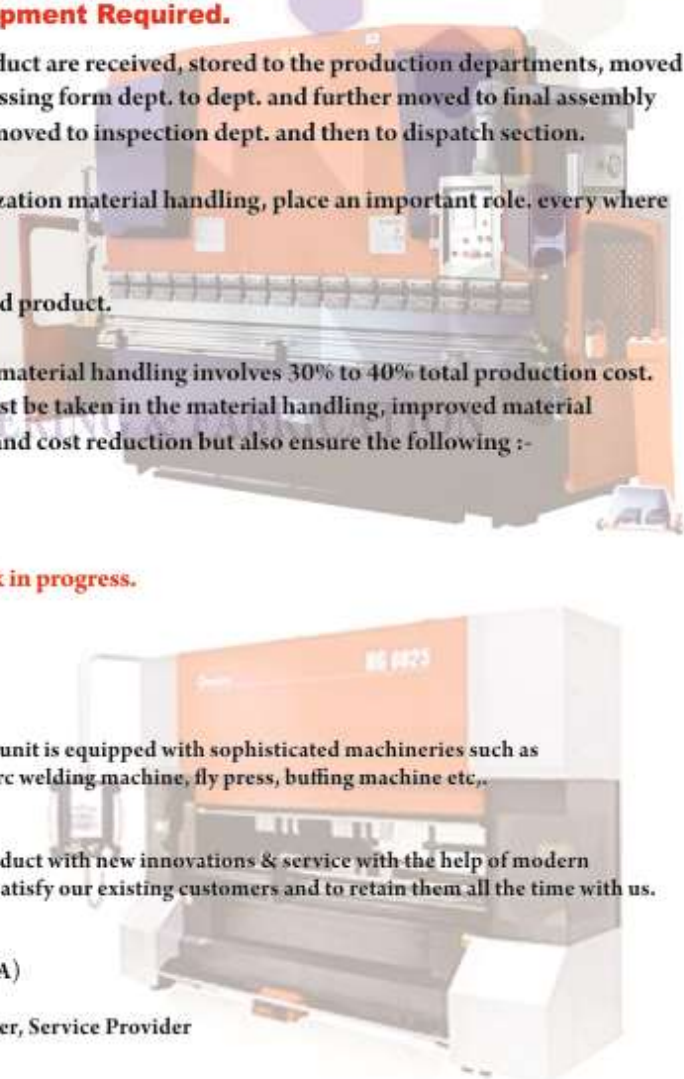 pment Required.
duct are received, stored to the production departments, moved
ssing form dept. to dept. and further moved to final assembly
moved to inspection dept. and then to dispatch section.
zation material handling, place an important role. every where
d product.
material handling involves 30% to 40% total production cost.
st be taken in the material handling, improved material
& FABRICATION
and cost reduction but also ensure the following :-
k in progress.
HG 8025
unit is equipped with sophisticated machineries such as
rc welding machine, fly press, buffing machine etc,.
duct with new innovations & service with the help of modern
atisfy our existing customers and to retain them all the time with us.
A)
er, Service Provider